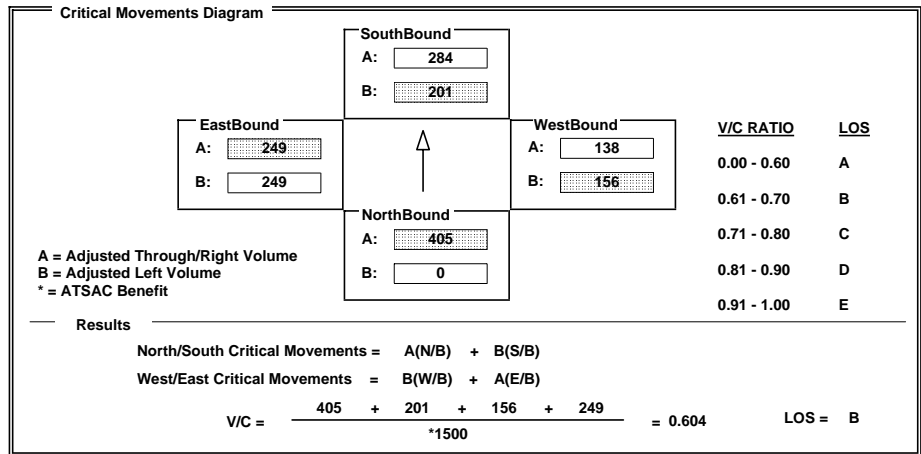 Critical Movements Diagram
SouthBound
A: 284
B: 201
EastBound
A: 249
B: 249
WestBound
A: 138
B: 156
NorthBound
A: 405
B: 0
V/C RATIO LOS
0.00 - 0.60 A
0.61 - 0.70 B
0.71 - 0.80 C
0.81 - 0.90 D
0.91 - 1.00 E
A = Adjusted Through/Right Volume
B = Adjusted Left Volume
* = ATSAC Benefit
Results
North/South Critical Movements = A(N/B) + B(S/B)
West/East Critical Movements = B(W/B) + A(E/B)
V/C = 405 + 201 + 156 + 249 = 0.604 LOS = B
*1500